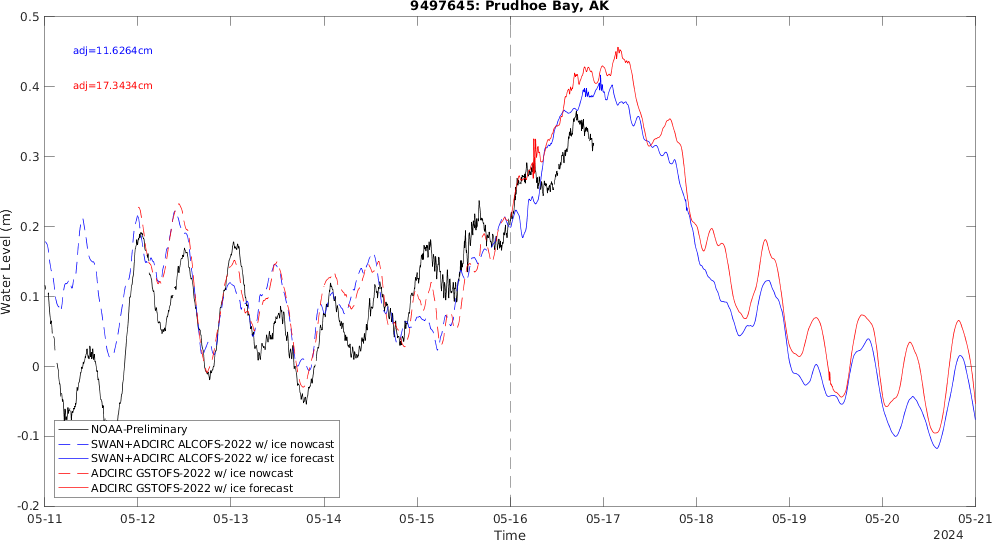 9497645: Prudhoe Bay, AK
0.5
adj=11.6264cm
0.4
adj=17.3434cm
0.3
0.2
0.1
0
-0.1
-0.2
Water Level (m)
NOAA-Preliminary
SWAN+ADCIRC ALCOFS-2022 w/ ice nowcast
SWAN+ADCIRC ALCOFS-2022 w/ ice forecast
ADCIRC GSTOFS-2022 w/ ice nowcast
ADCIRC GSTOFS-2022 w/ ice forecast
05-11 05-12 05-13 05-14 05-15 05-16 05-17 05-18 05-19 05-20 05-21
Time
2024